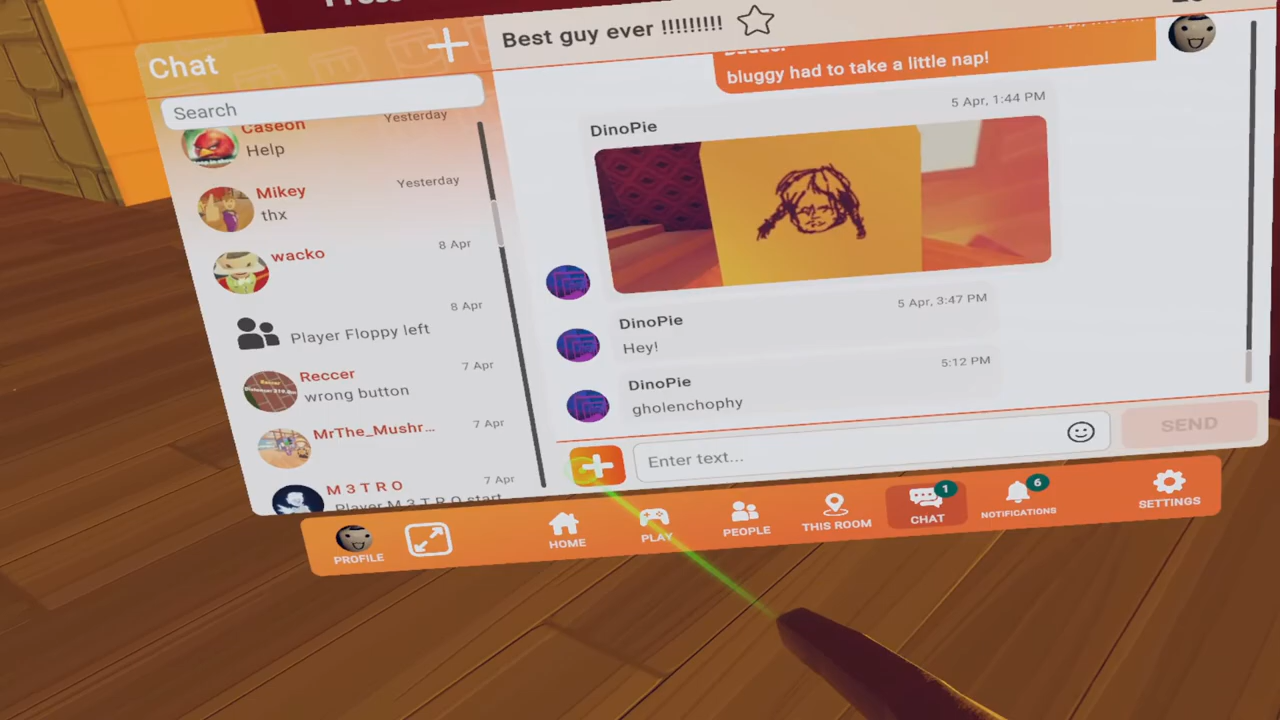 Chat
Search
Caseon
Yesterday
Help
Mikey
Yesterday
thx
wacko
8 Apr
8 Apr
Player Floppy left
Reccer
7 Apr
wrong button
MrThe_Mushr...
7 Apr
M 3 T R O
7 Apr
Player M 3 T R O start
Best guy ever !!!!!!!!!
bluggy had to take a little nap!
5 Apr, 1:44 PM
DinoPie
5 Apr, 3:47 PM
DinoPie
Hey!
5:12 PM
DinoPie
gholenchophy
Enter text...
SEND
PROFILE
HOME
PLAY
PEOPLE
THIS ROOM
CHAT
1
NOTIFICATIONS
6
SETTINGS